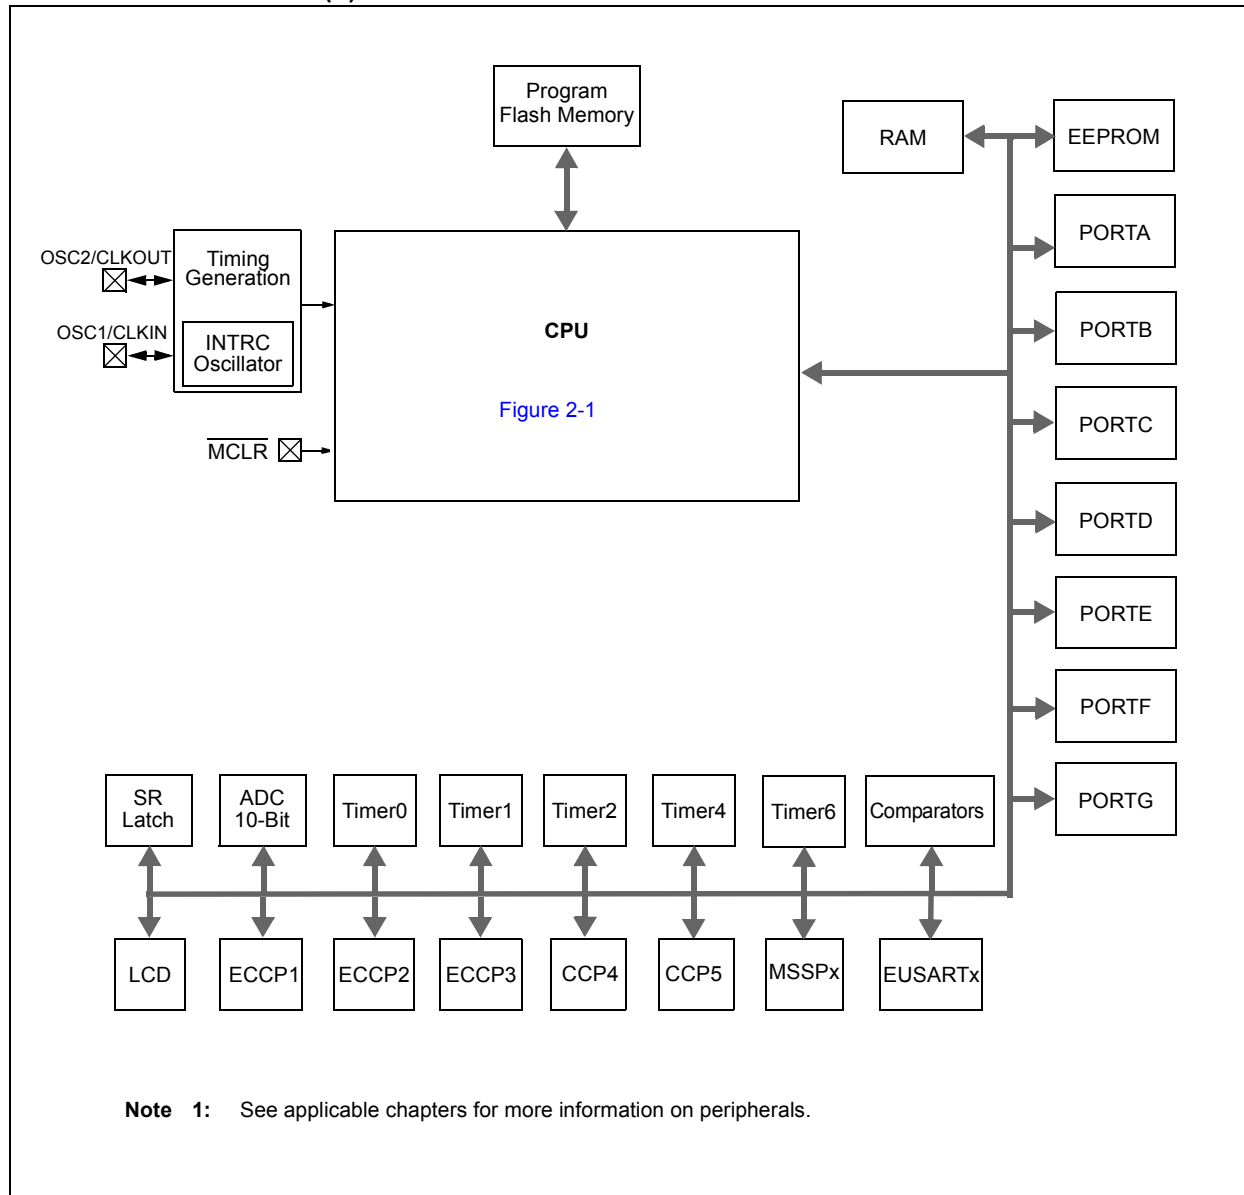 Program
Flash Memory
RAM
EEPROM
PORTA
OSC2/CLKOUT
Timing
Generation
OSC1/CLKIN
INTRC
Oscillator
CPU
PORTB
Figure 2-1
PORTC
MCLR
PORTD
PORTE
PORTF
PORTG
SR
Latch
ADC
10-Bit
Timer0
Timer1
Timer2
Timer4
Timer6
Comparators
LCD
ECCP1
ECCP2
ECCP3
CCP4
CCP5
MSSPx
EUSARTx
Note 1: See applicable chapters for more information on peripherals.